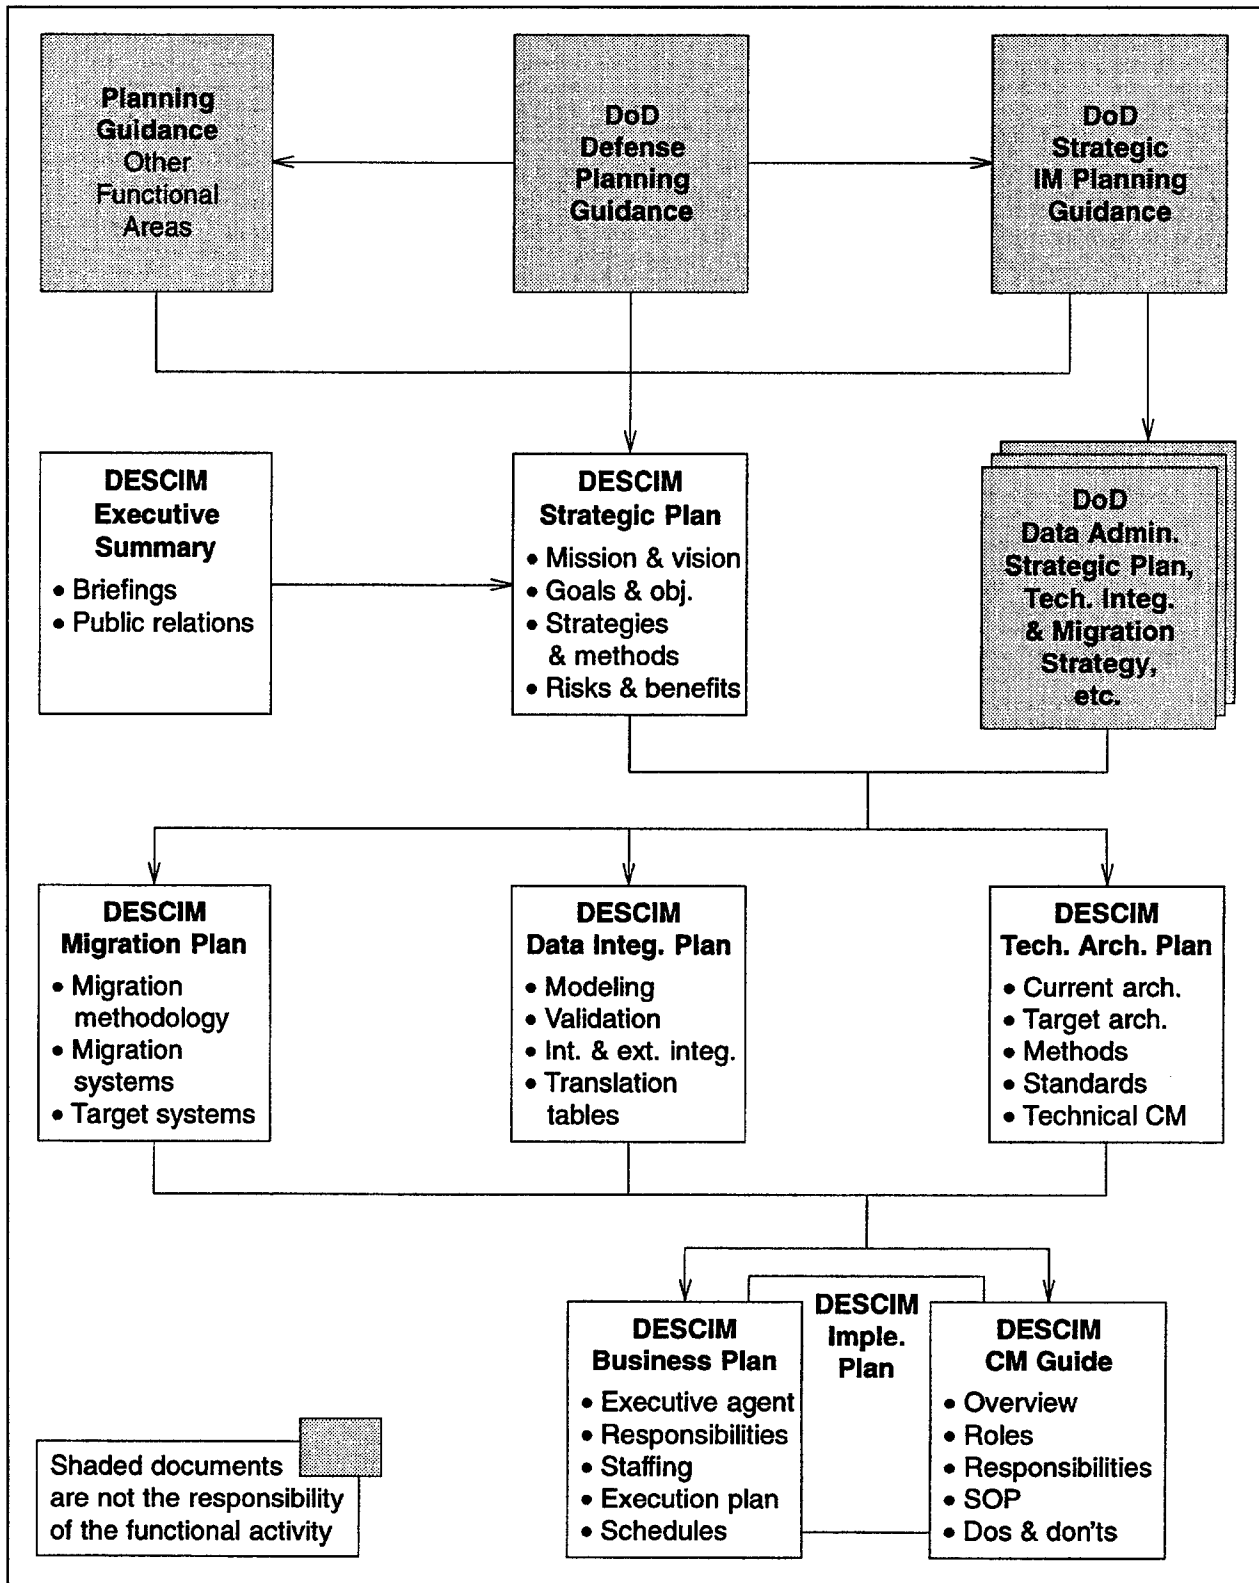 Planning
Guidance
Other
Functional
Areas
DoD
Defense
Planning
Guidance
DoD
Strategic
IM Planning
Guidance
DESCIM
Executive
Summary
• Briefings
• Public relations
DESCIM
Strategic Plan
• Mission & vision
• Goals & obj.
• Strategies
& methods
• Risks & benefits
DoD
Data Admin.
Strategic Plan,
Tech. Integ.
& Migration
Strategy,
etc.
DESCIM
Migration Plan
• Migration
methodology
• Migration
systems
• Target systems
DESCIM
Data Integ. Plan
• Modeling
• Validation
• Int. & ext. integ.
• Translation
tables
DESCIM
Tech. Arch. Plan
• Current arch.
• Target arch.
• Methods
• Standards
• Technical CM
DESCIM
Business Plan
• Executive agent
• Responsibilities
• Staffing
• Execution plan
• Schedules
DESCIM
Imple.
Plan
DESCIM
CM Guide
• Overview
• Roles
• Responsibilities
• SOP
• Dos & don'ts
Shaded documents
are not the responsibility
of the functional activity